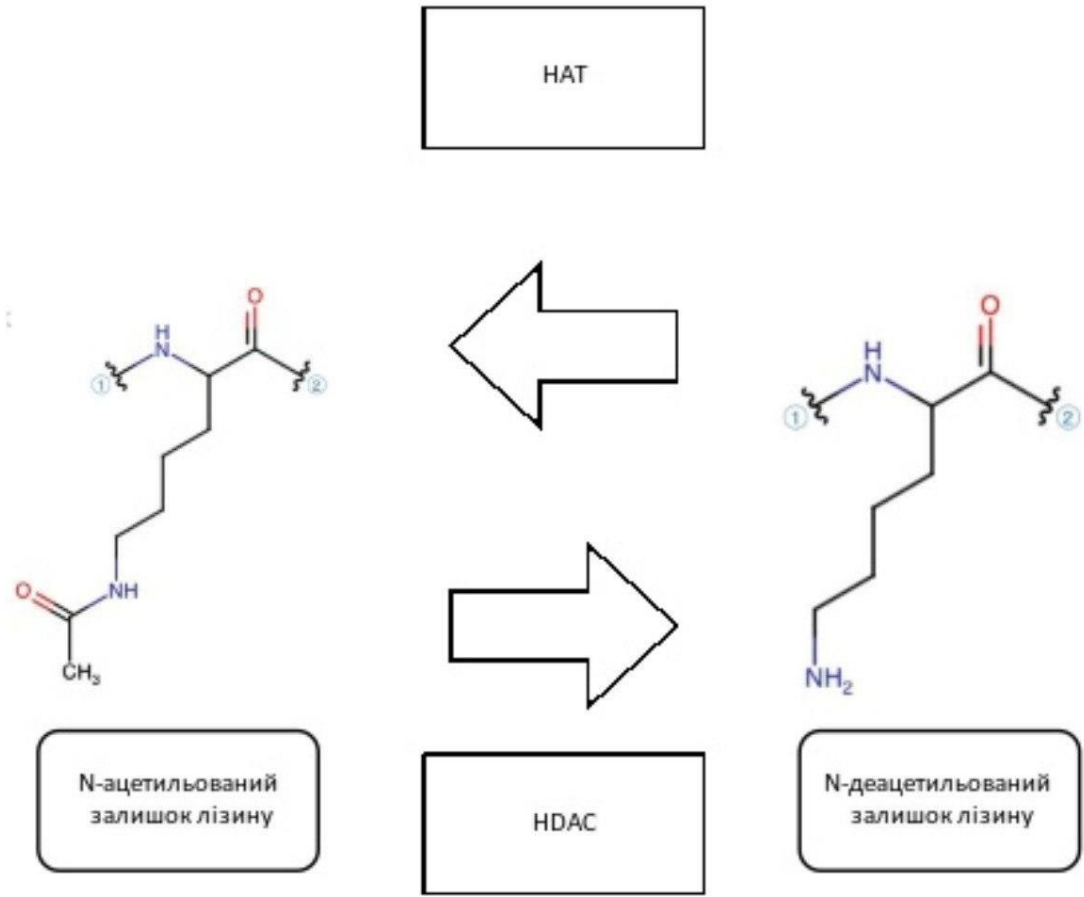 HAT
O
H
N
1
2
O
NH
CH₃
O
H
N
1
2
NH₂
N-ацетильований
залишок лізину
HDAC
N-деацетильований
залишок лізину